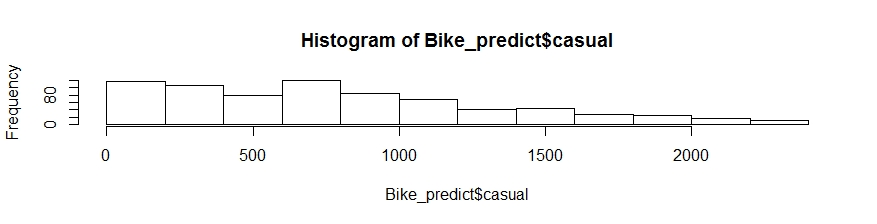 Histogram of Bike_predict$casual
Frequency
80
0
0 500 1000 1500 2000
Bike_predict$casual